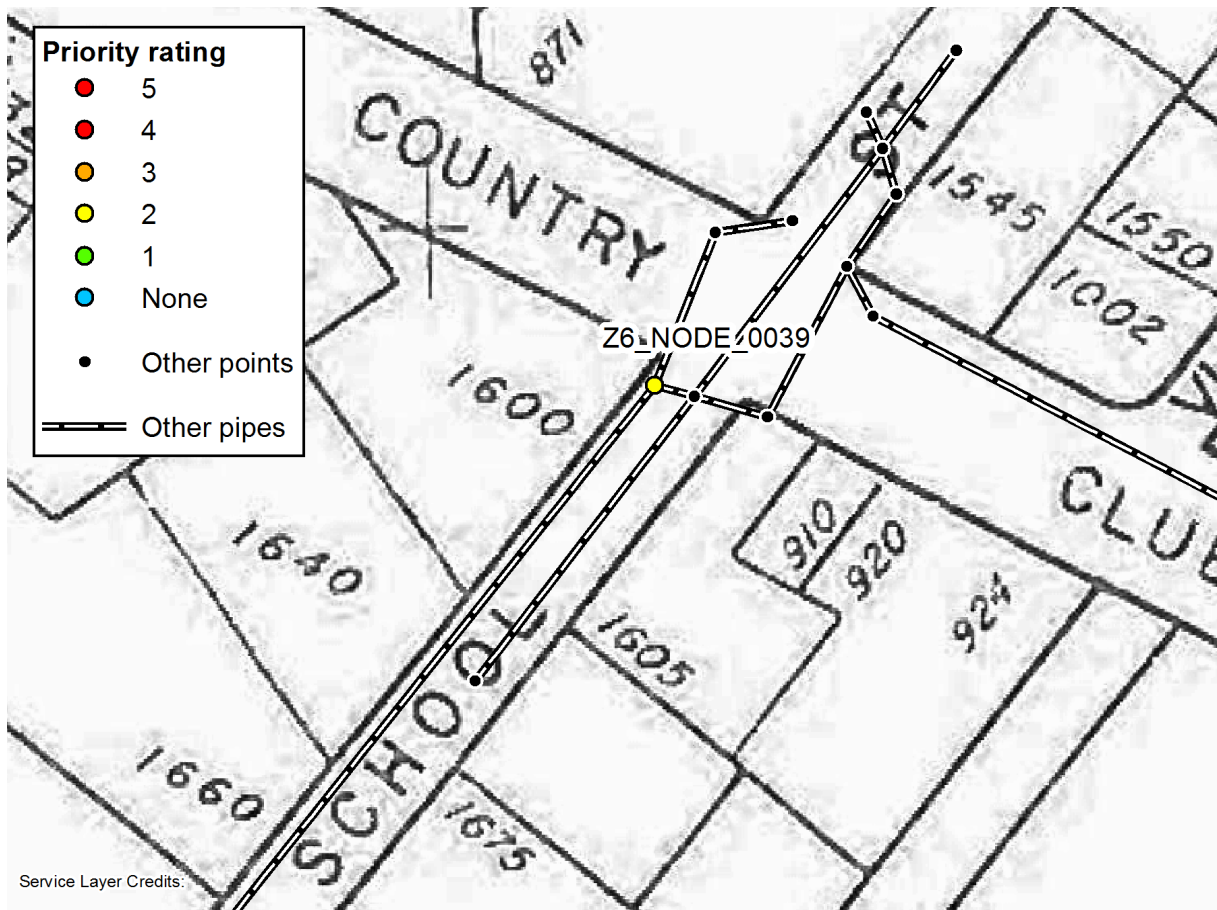 Priority rating
5
4
3
2
1
None
Other points
Other pipes
871
COUNTRY
ST
1545
1550
1002
Z6_NODE_0039
1600
CLUB
910
920
924
1640
1605
SCHOOL
1660
1675
Service Layer Credits: